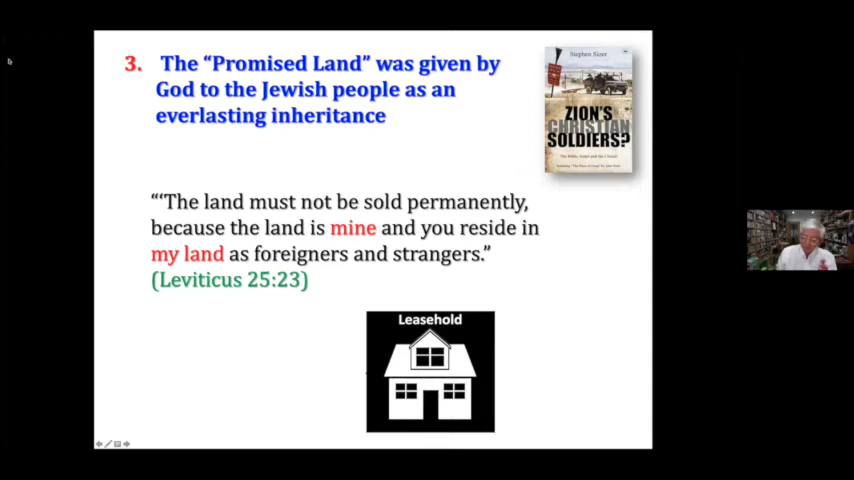 3. The “Promised Land” was given by
God to the Jewish people as an
everlasting inheritance
Stephen Sizer
ZION'S
CHRISTIAN
SOLDIERS?
“‘The land must not be sold permanently,
because the land is mine and you reside in
my land as foreigners and strangers.”
(Leviticus 25:23)
Leasehold